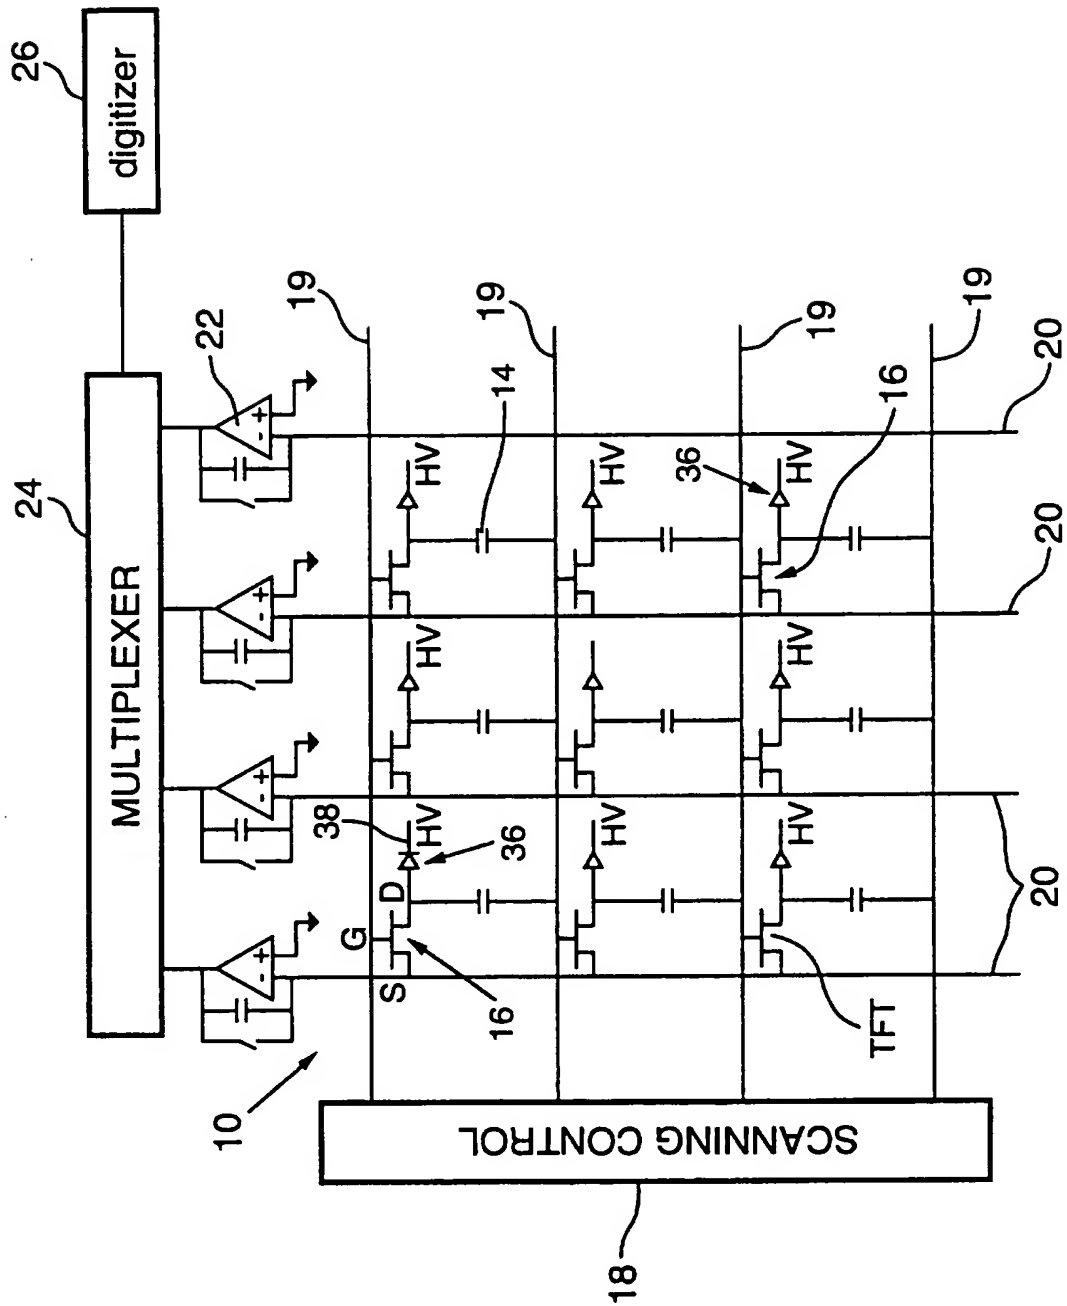 26
24
digitizer
MULTIPLEXER
22
10
19
38
G
D
S
HV
HV
HV
19
14
16
36
HV
HV
18
SCANNING CONTROL
36
HV
HV
HV
19
TFT
16
19
20
20
20